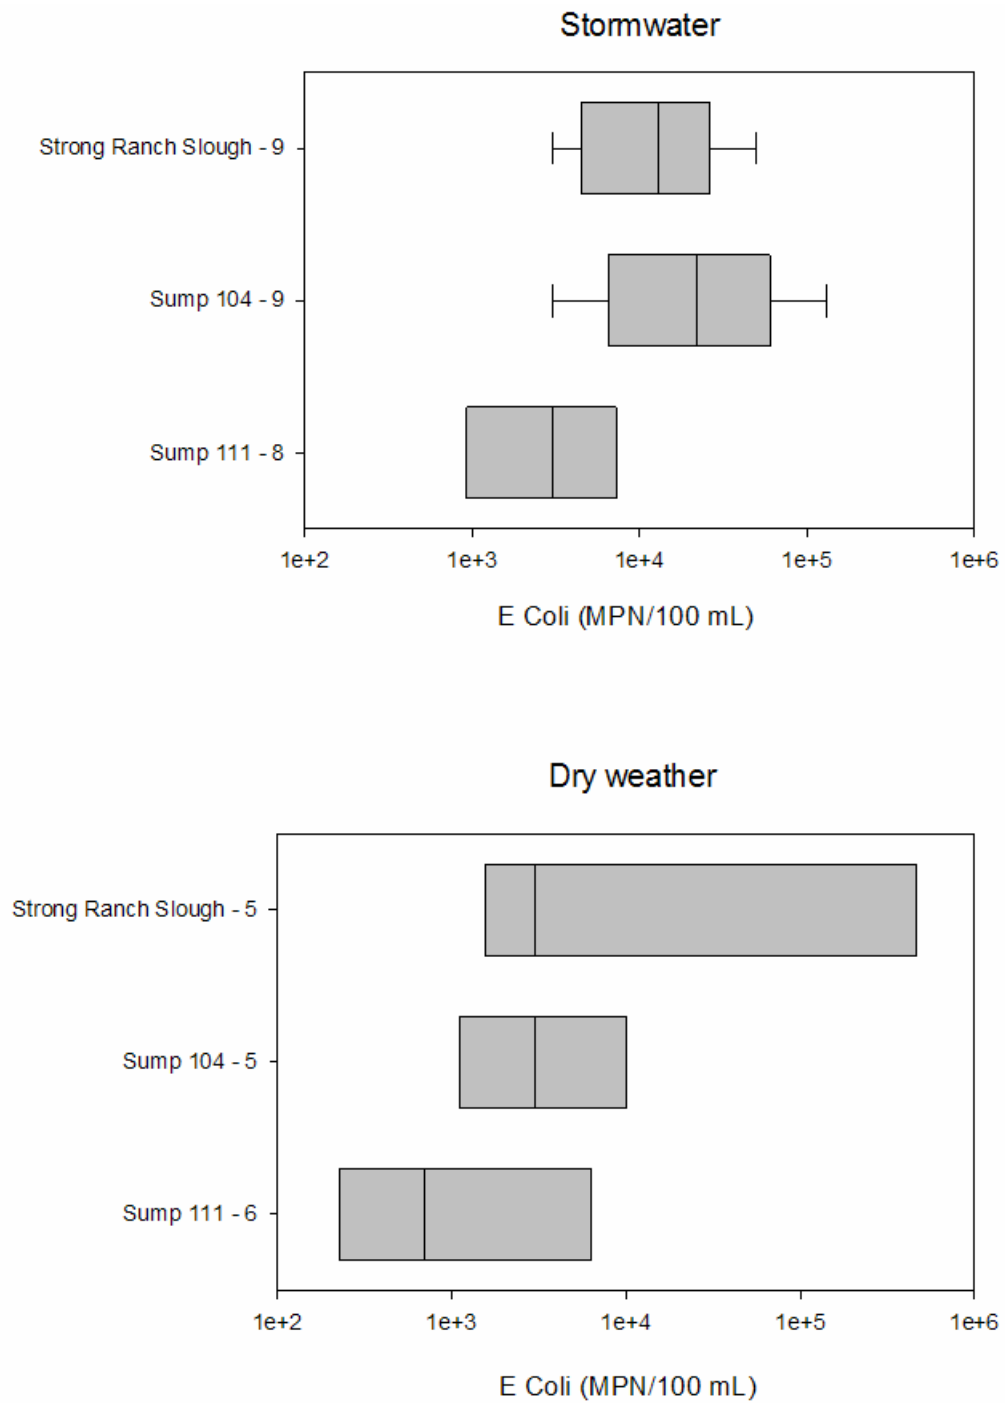 Stormwater
Strong Ranch Slough - 9
Sump 104 - 9
Sump 111 - 8
1e+2 1e+3 1e+4 1e+5 1e+6
E Coli (MPN/100 mL)
Dry weather
Strong Ranch Slough - 5
Sump 104 - 5
Sump 111 - 6
1e+2 1e+3 1e+4 1e+5 1e+6
E Coli (MPN/100 mL)